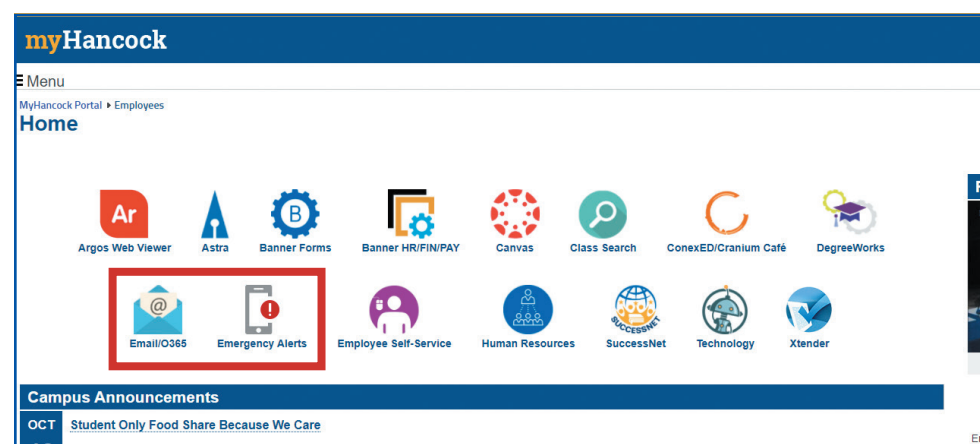 myHancock
Menu
MyHancock Portal ▸ Employees
Home
Ar
B
Argos Web Viewer Astra Banner Forms Banner HR/FIN/PAY Canvas Class Search ConexED/Cranium Café DegreeWorks
@
SUCCESSNET
Email/O365 Emergency Alerts Employee Self-Service Human Resources SuccessNet Technology Xtender
Campus Announcements
OCT Student Only Food Share Because We Care